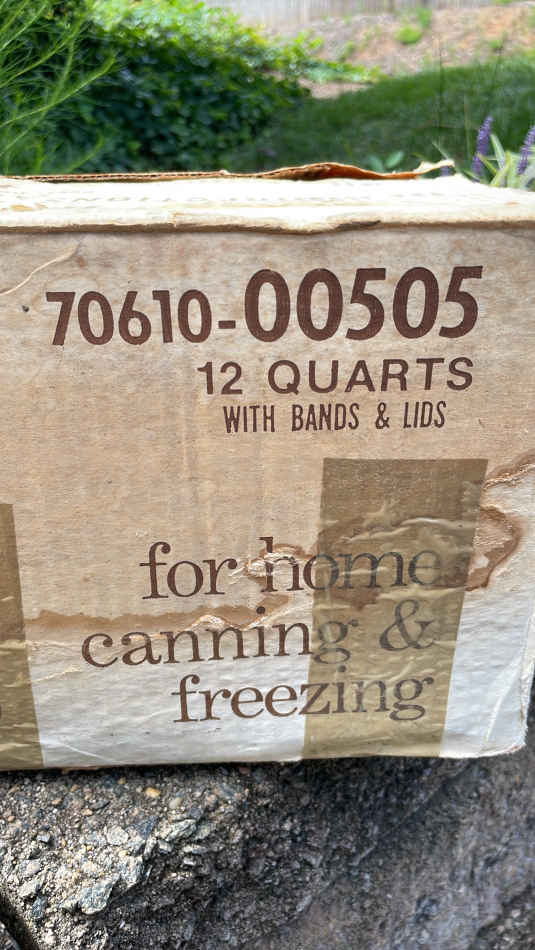 70610-00505
12 QUARTS
WITH BANDS & LIDS
for home
canning &
freezing